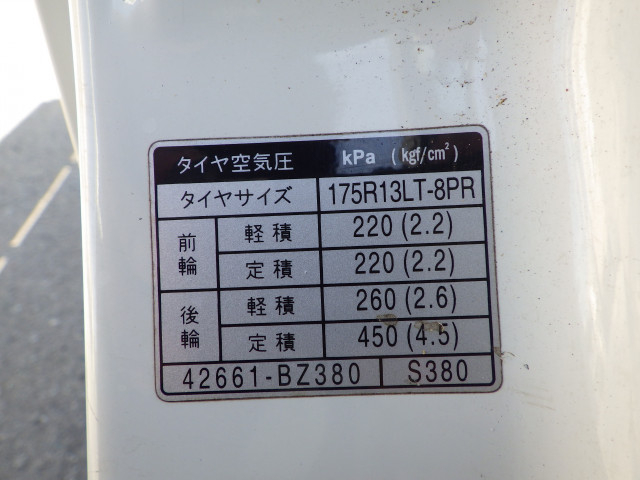 タイヤ空気圧 kPa (kgf/cm²)
タイヤサイズ 175R13LT-8PR
前輪 軽積 220 (2.2)
定積 220 (2.2)
後輪 軽積 260 (2.6)
定積 450 (4.5)
42661-BZ380 S380